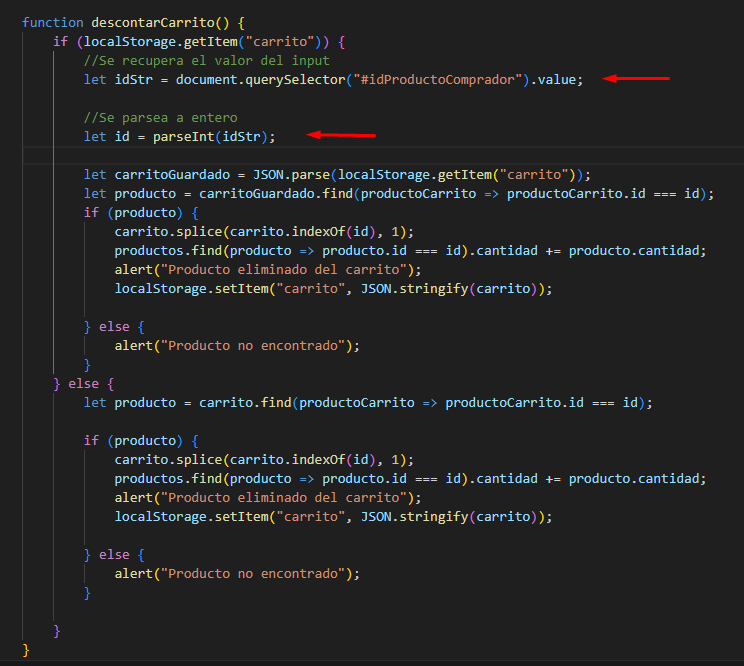 function descontarCarrito() {
if (localStorage.getItem("carrito")) {
//Se recupera el valor del input
let idStr = document.querySelector("#idProductoComprador").value;
//Se parsea a entero
let id = parseInt(idStr);
let carritoGuardado = JSON.parse(localStorage.getItem("carrito"));
let producto = carritoGuardado.find(productoCarrito => productoCarrito.id === id);
if (producto) {
carrito.splice(carrito.indexOf(id), 1);
productos.find(producto => producto.id === id).cantidad += producto.cantidad;
alert("Producto eliminado del carrito");
localStorage.setItem("carrito", JSON.stringify(carrito));
} else {
alert("Producto no encontrado");
}
} else {
let producto = carrito.find(productoCarrito => productoCarrito.id === id);
if (producto) {
carrito.splice(carrito.indexOf(id), 1);
productos.find(producto => producto.id === id).cantidad += producto.cantidad;
alert("Producto eliminado del carrito");
localStorage.setItem("carrito", JSON.stringify(carrito));
} else {
alert("Producto no encontrado");
}
}
}